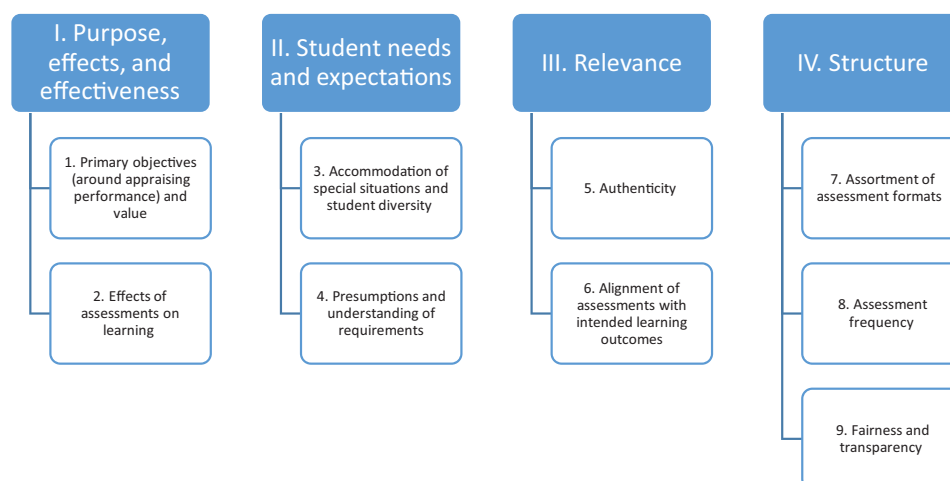 I. Purpose,
effects, and
effectiveness
1. Primary objectives
(around appraising
performance) and
value
2. Effects of
assessments on
learning
II. Student needs
and expectations
3. Accommodation of
special situations and
student diversity
4. Presumptions and
understanding of
requirements
III. Relevance
5. Authenticity
6. Alignment of
assessments with
intended learning
outcomes
IV. Structure
7. Assortment of
assessment formats
8. Assessment
frequency
9. Fairness and
transparency